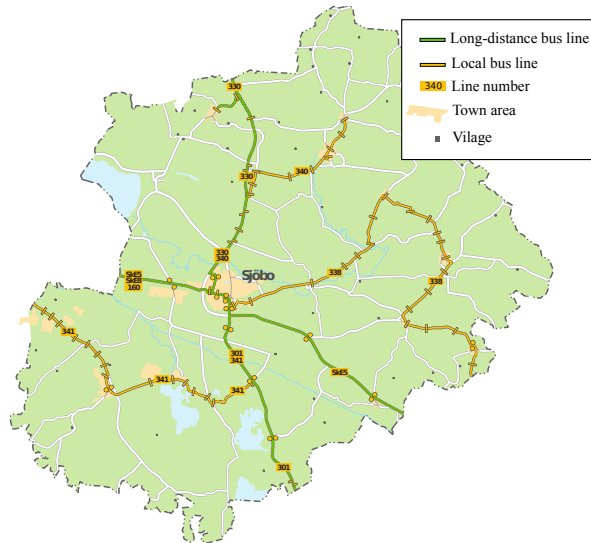 Long-distance bus line
Local bus line
340 Line number
Town area
Vilage
330
330
340
330
340
Sjöbo
338
338
SkE5
SkE8
160
341
301
341
341
341
SkE5
301